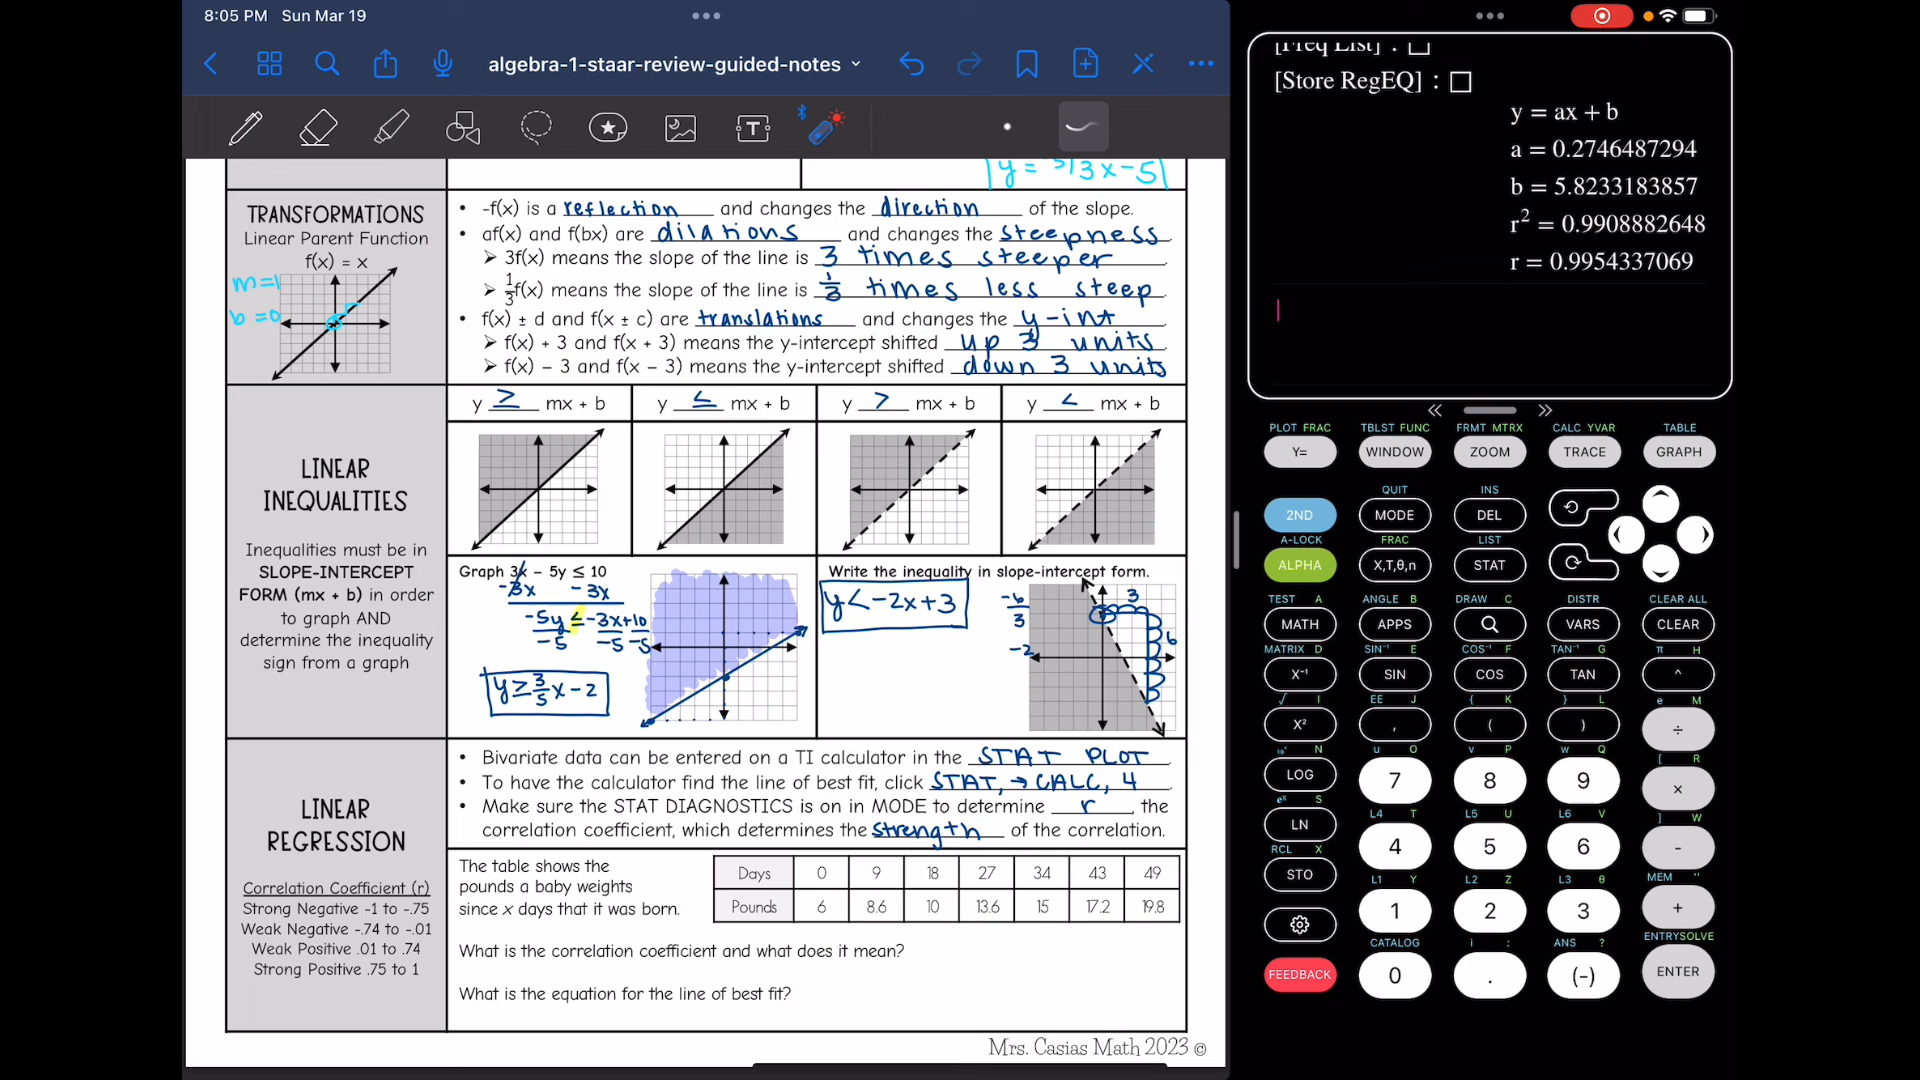 8:05 PM Sun Mar 19
algebra-1-staar-review-guided-notes
TRANSFORMATIONS
Linear Parent Function
f(x) = x
m=1
b=0
• -f(x) is a reflection and changes the direction of the slope.
• af(x) and f(bx) are dilations and changes the steepness.
➢ 3f(x) means the slope of the line is 3 times steeper.
➢ 1/3 f(x) means the slope of the line is 1/3 times less steep.
• f(x) ± d and f(x ± c) are translations and changes the y-int.
➢ f(x) + 3 and f(x + 3) means the y-intercept shifted up 3 units.
➢ f(x) − 3 and f(x − 3) means the y-intercept shifted down 3 units
LINEAR
INEQUALITIES
Inequalities must be in
SLOPE-INTERCEPT
FORM (mx + b) in order
to graph AND
determine the inequality
sign from a graph
y ≥ mx + b
y ≤ mx + b
y > mx + b
y < mx + b
Graph 3x − 5y ≤ 10
-3x -3x
-5y ≤ -3x+10
-5 -5 -5
y ≥ 3/5 x − 2
Write the inequality in slope-intercept form.
y < -2x+3
-6/3
-2
3
6
LINEAR
REGRESSION
Correlation Coefficient (r)
Strong Negative -1 to -.75
Weak Negative -.74 to -.01
Weak Positive .01 to .74
Strong Positive .75 to 1
• Bivariate data can be entered on a TI calculator in the STAT PLOT.
• To have the calculator find the line of best fit, click STAT, → CALC, 4.
• Make sure the STAT DIAGNOSTICS is on in MODE to determine r, the
correlation coefficient, which determines the strength of the correlation.
The table shows the
pounds a baby weights
since x days that it was born.
Days 0 9 18 27 34 43 49
Pounds 6 8.6 10 13.6 15 17.2 19.8
What is the correlation coefficient and what does it mean?
What is the equation for the line of best fit?
Mrs. Casias Math 2023 ©
[Freq List] : □
[Store RegEQ] : □
y = ax + b
a = 0.2746487294
b = 5.8233183857
r² = 0.9908882648
r = 0.9954337069
PLOT FRAC TBLST FUNC FRMT MTRX CALC YVAR TABLE
Y= WINDOW ZOOM TRACE GRAPH
QUIT INS
2ND MODE DEL
A-LOCK FRAC LIST
ALPHA X,T,θ,n STAT
TEST A ANGLE B DRAW C DISTR CLEAR ALL
MATH APPS VARS CLEAR
MATRIX D SIN⁻¹ E COS⁻¹ F TAN⁻¹ G π H
X⁻¹ SIN COS TAN ^
√ I EE J { K } L e M
X² , ( ) ÷
10ˣ N u O v P w Q [ R
LOG 7 8 9 ×
eˣ S L4 T L5 U L6 V ] W
LN 4 5 6 -
RCL X L1 Y L2 Z L3 θ MEM "
STO 1 2 3 +
CATALOG i : ANS ? ENTRY SOLVE
FEEDBACK 0 . (-) ENTER